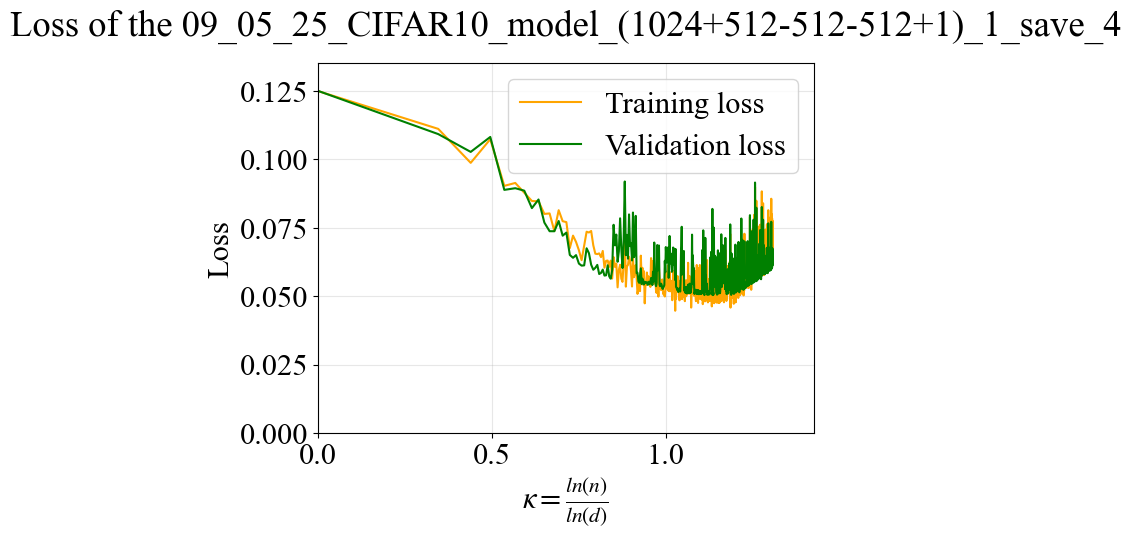 Loss of the 09_05_25_CIFAR10_model_(1024+512-512-512+1)_1_save_4
Training loss
Validation loss
0.125
0.100
0.075
0.050
0.025
0.000
Loss
0.0 0.5 1.0
κ = ln(n) / ln(d)